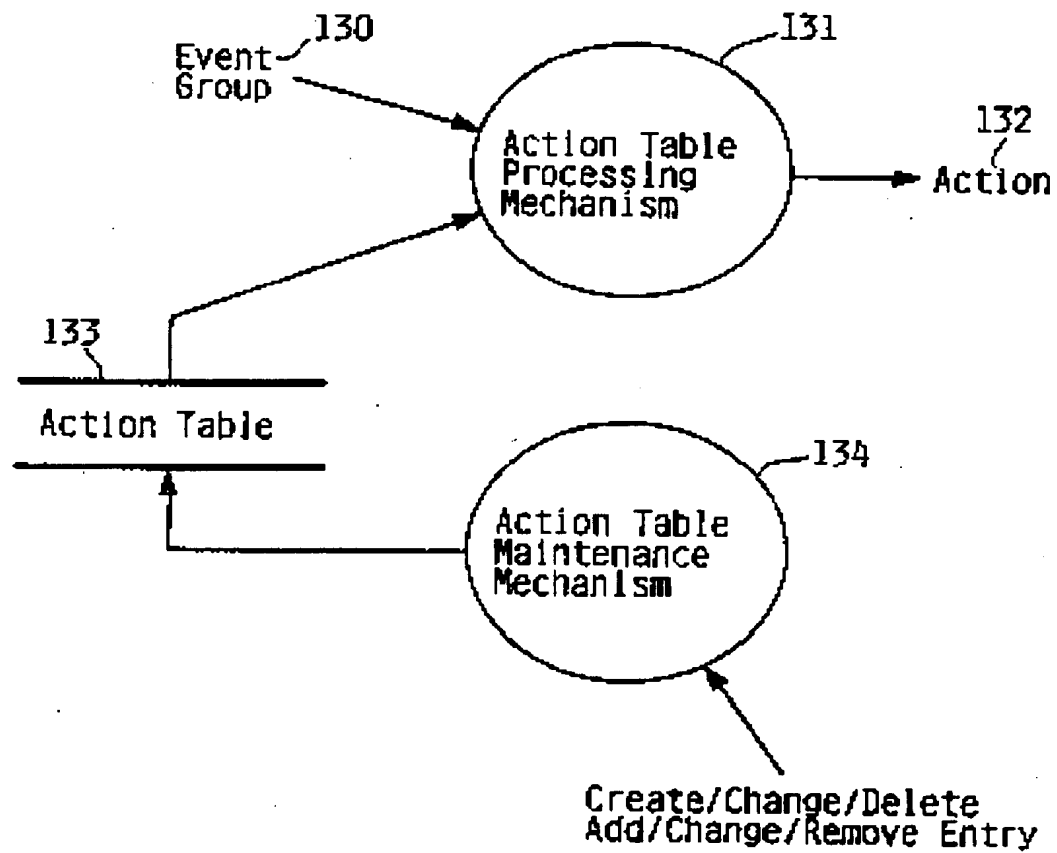 130
Event
Group
131
Action Table
Processing
Mechanism
132
Action
133
Action Table
134
Action Table
Maintenance
Mechanism
Create/Change/Delete
Add/Change/Remove Entry